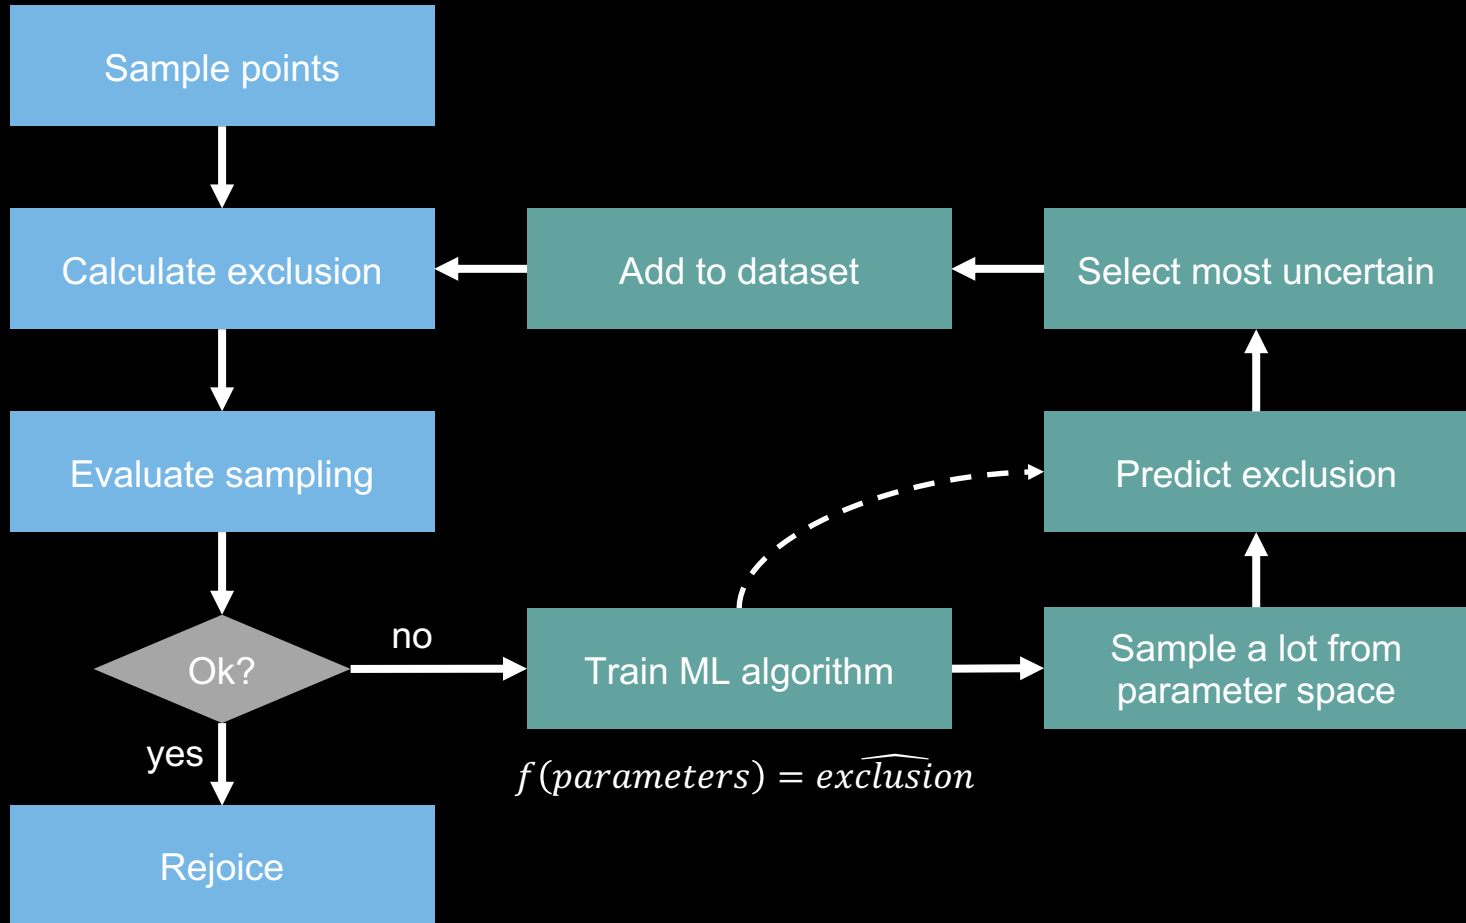 Sample points
Calculate exclusion
Add to dataset
Select most uncertain
Evaluate sampling
Predict exclusion
Ok?
no
Train ML algorithm
Sample a lot from
parameter space
yes
f(parameters) = \widehat{exclusion}
Rejoice